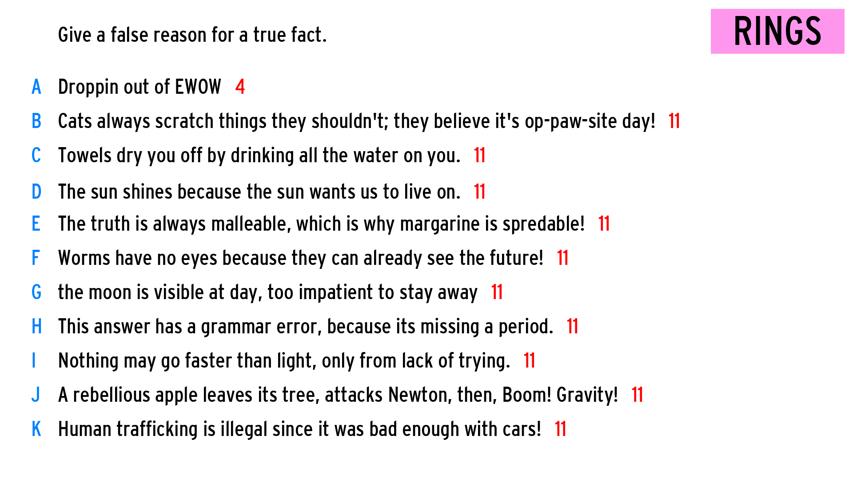 Give a false reason for a true fact.
RINGS
A Droppin out of EWOW 4
B Cats always scratch things they shouldn't; they believe it's op-paw-site day! 11
C Towels dry you off by drinking all the water on you. 11
D The sun shines because the sun wants us to live on. 11
E The truth is always malleable, which is why margarine is spredable! 11
F Worms have no eyes because they can already see the future! 11
G the moon is visible at day, too impatient to stay away 11
H This answer has a grammar error, because its missing a period. 11
I Nothing may go faster than light, only from lack of trying. 11
J A rebellious apple leaves its tree, attacks Newton, then, Boom! Gravity! 11
K Human trafficking is illegal since it was bad enough with cars! 11